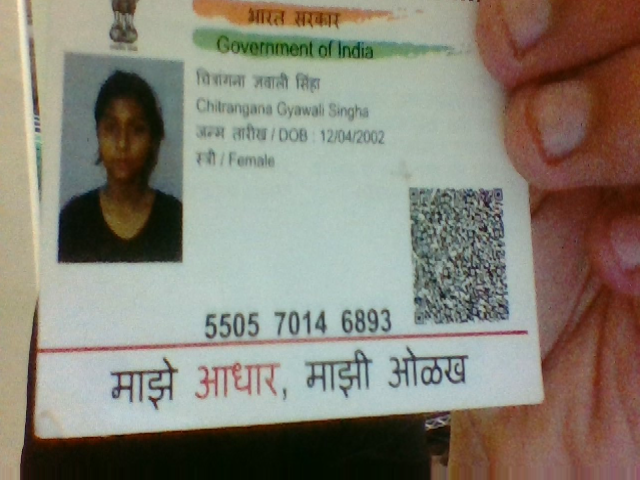 भारत सरकार
Government of India
चित्रांगना ज्वाली सिंहा
Chitrangana Gyawali Singha
जन्म तारीख / DOB : 12/04/2002
स्त्री / Female
5505 7014 6893
माझे आधार, माझी ओळख